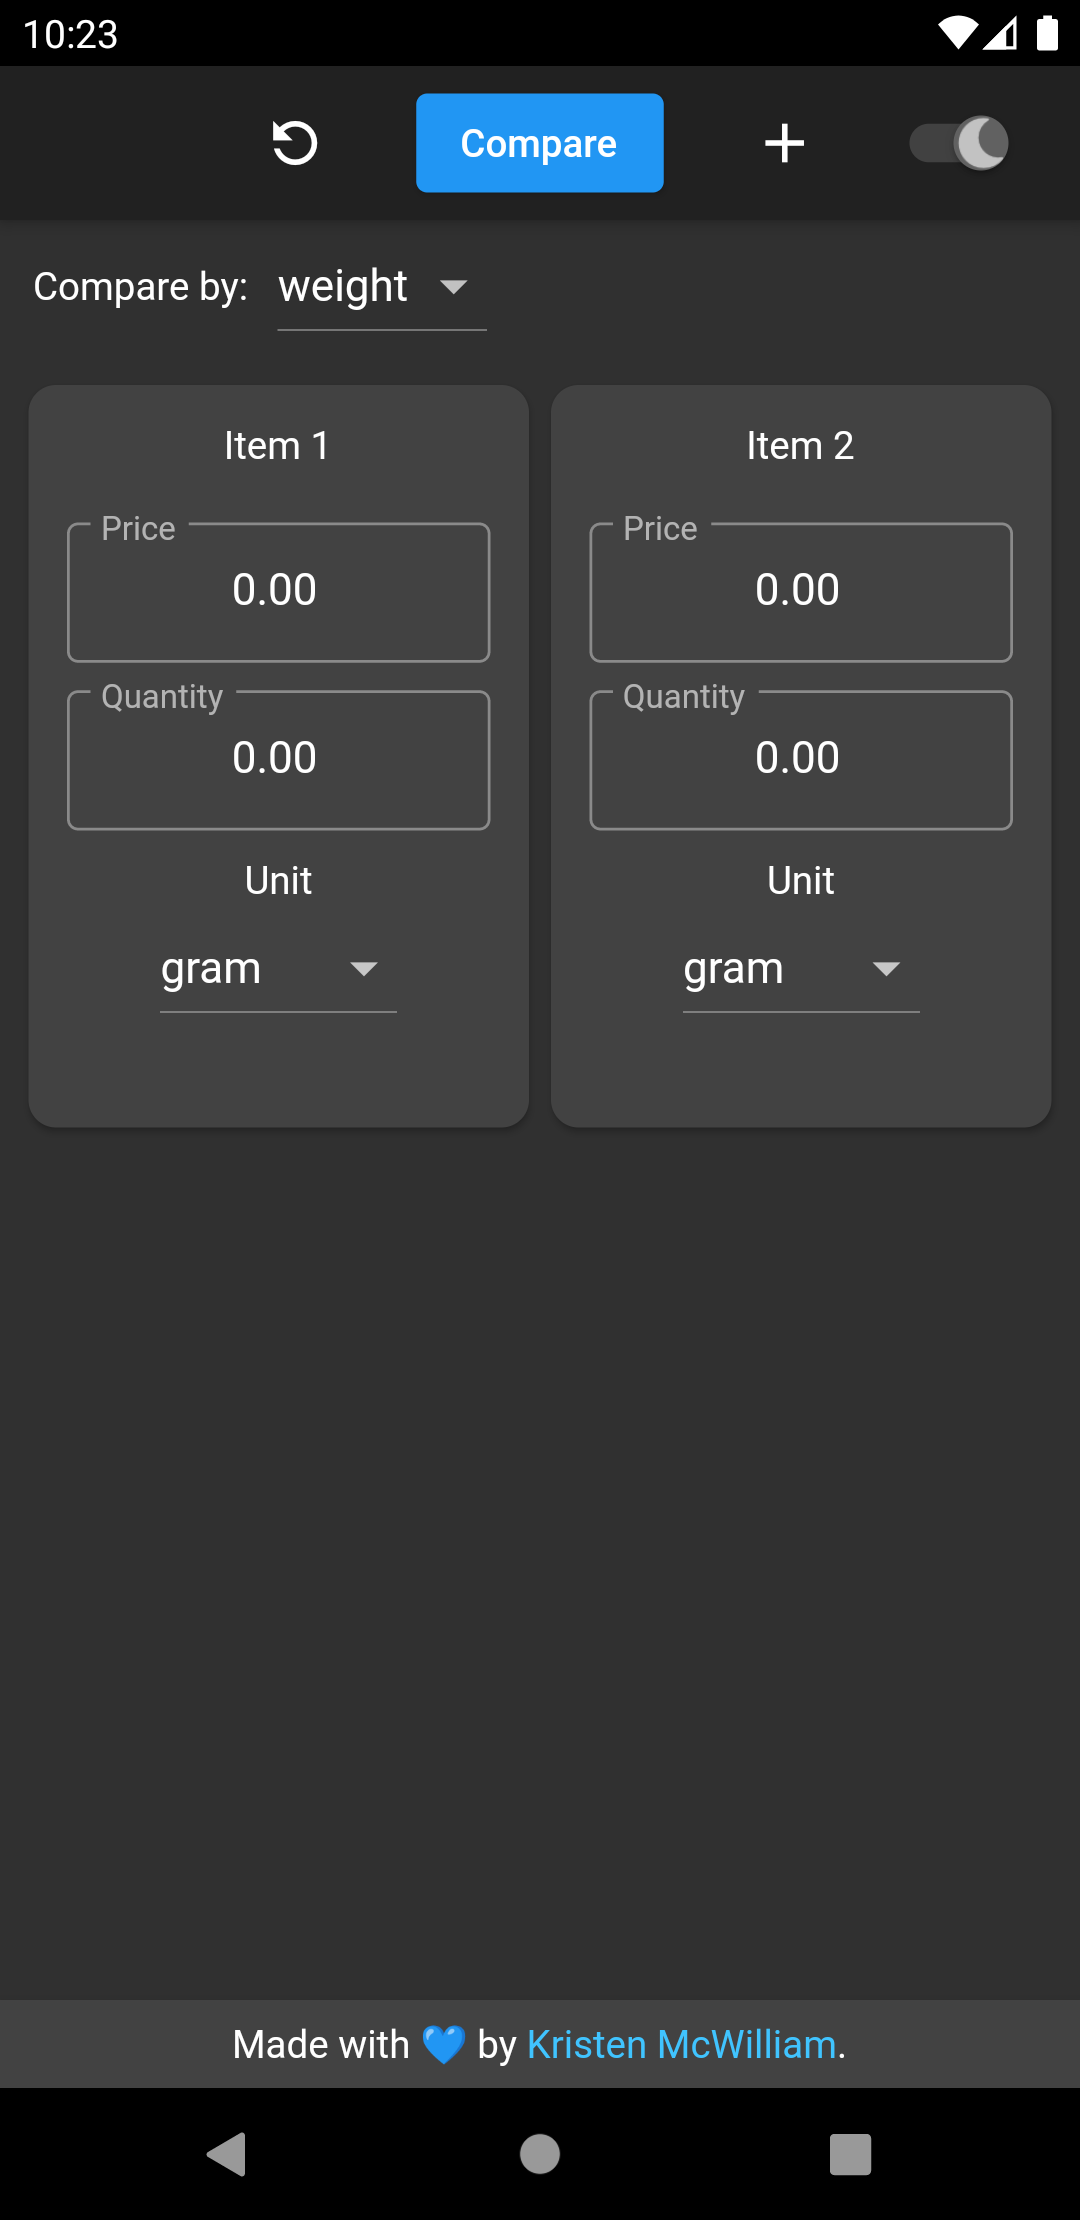 10:23
Compare
Compare by: weight
Item 1
Price
0.00
Quantity
0.00
Unit
gram
Item 2
Price
0.00
Quantity
0.00
Unit
gram
Made with 💙 by Kristen McWilliam.